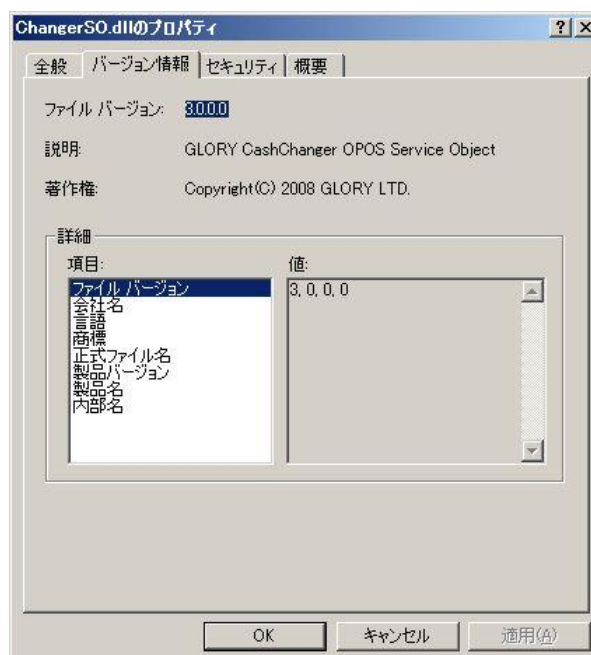 ChangerSO.dllのプロパティ
全般 バージョン情報 セキュリティ 概要
ファイル バージョン: 3.0.0.0
説明: GLORY CashChanger OPOS Service Object
著作権: Copyright(C) 2008 GLORY LTD.
詳細
項目: 値:
ファイル バージョン 3, 0, 0, 0
会社名
言語
商標
正式ファイル名
製品バージョン
製品名
内部名
OK キャンセル 適用(A)